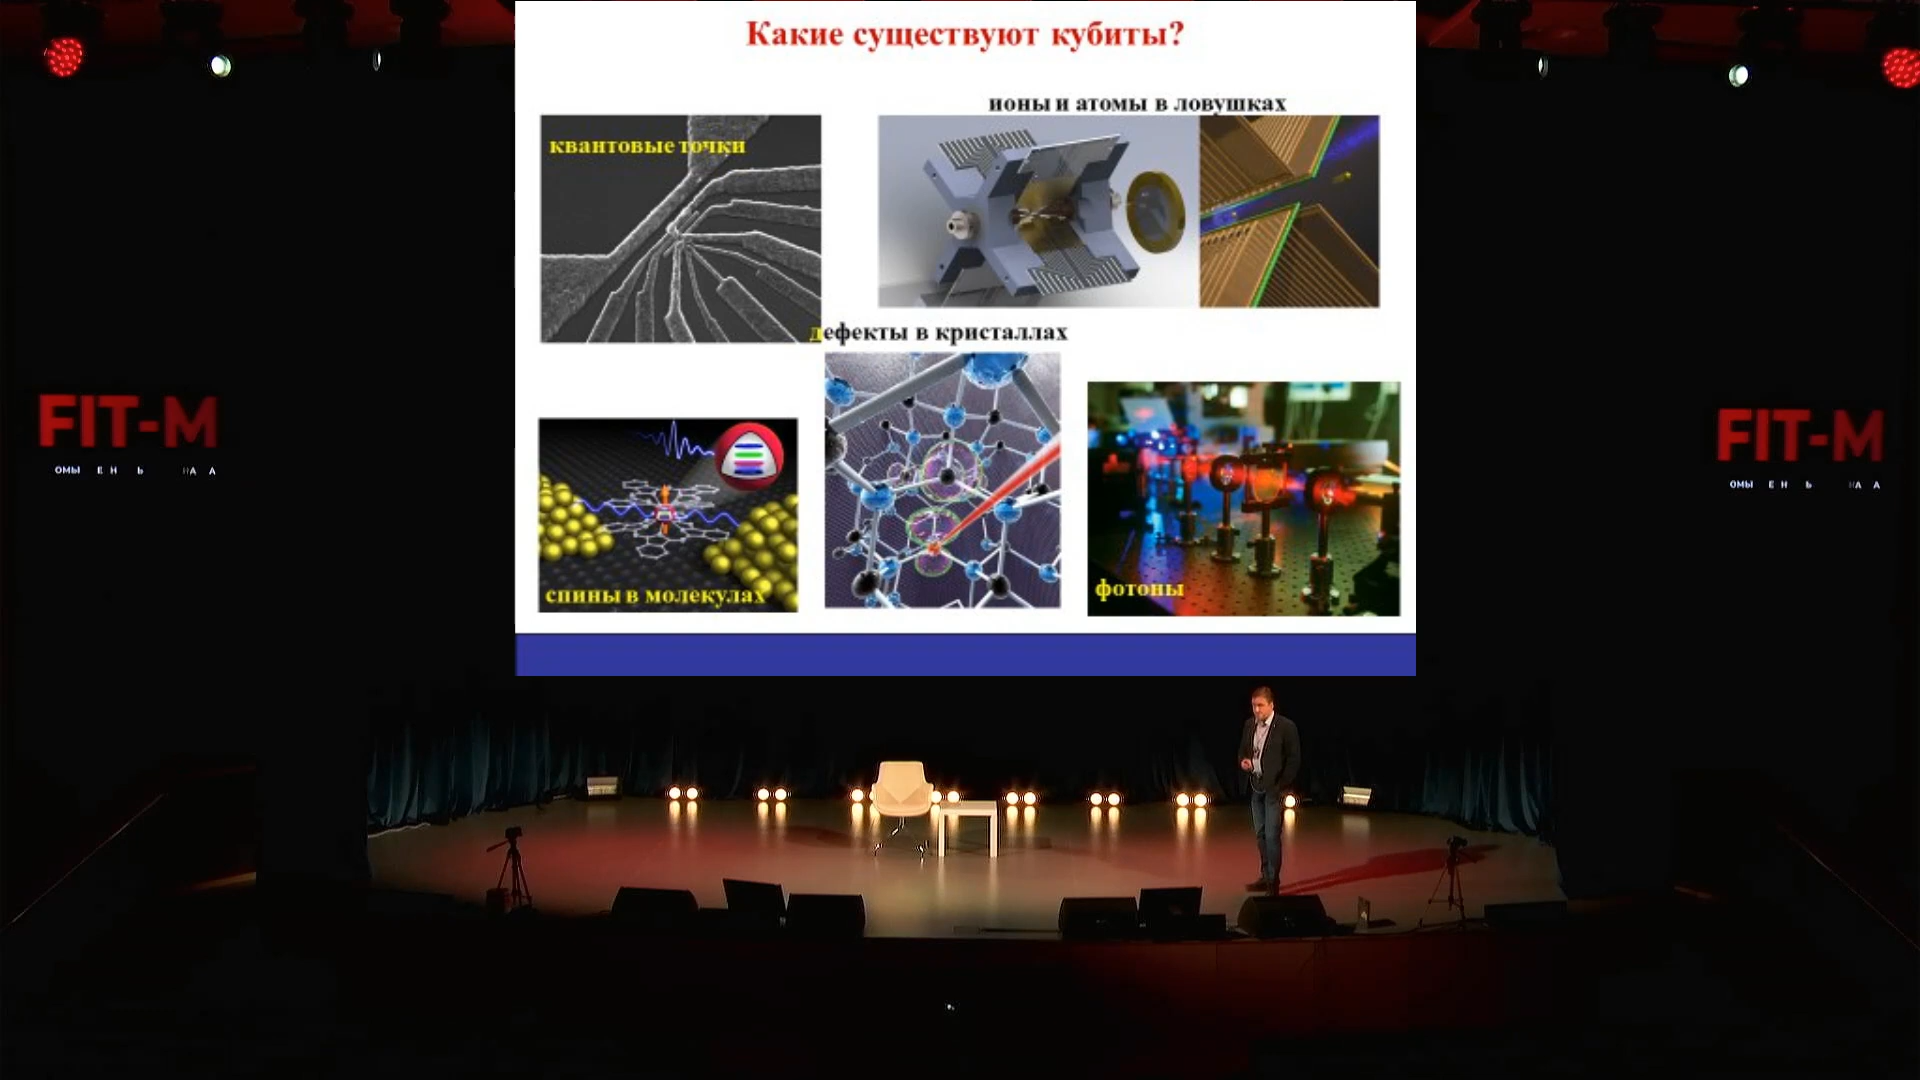 Какие существуют кубиты?
ионы и атомы в ловушках
квантовые точки
дефекты в кристаллах
спины в молекулах
фотоны
FIT-M
FIT-M